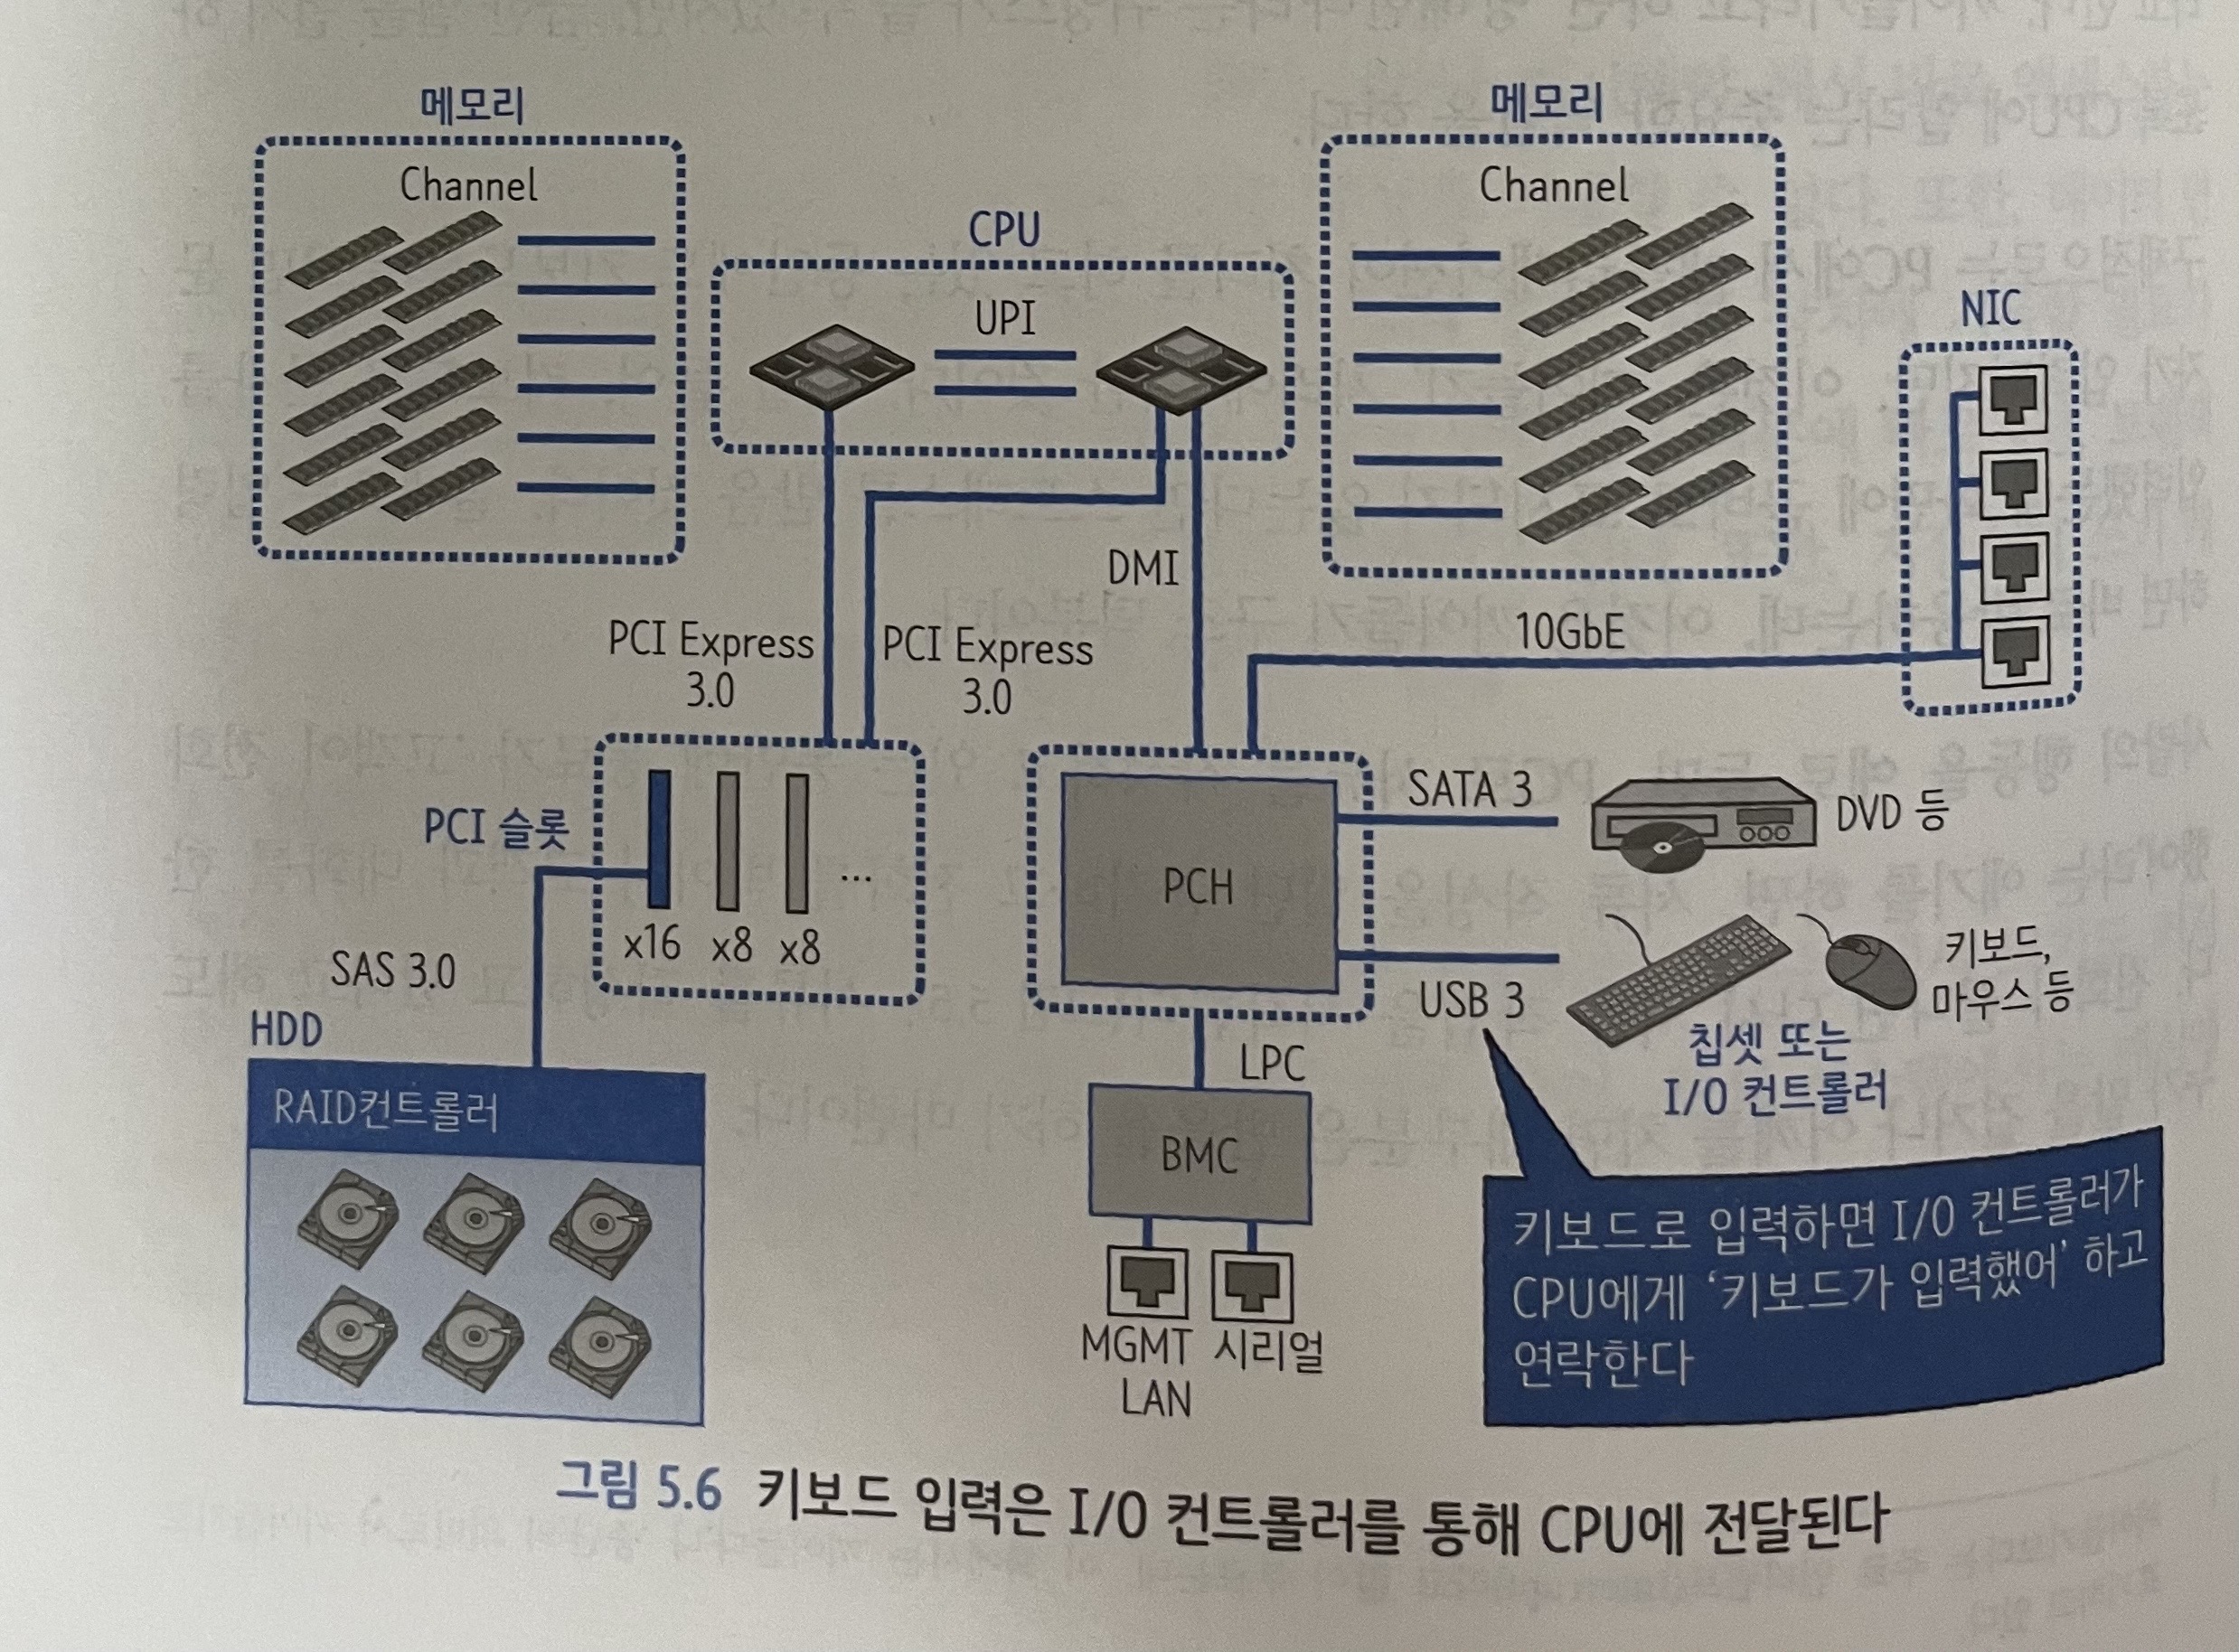 메모리
Channel
메모리
Channel
CPU
UPI
NIC
DMI
10GbE
PCI Express
3.0
PCI Express
3.0
PCI 슬롯
x16
x8
x8
...
PCH
SATA 3
DVD 등
USB 3
키보드,
마우스 등
칩셋 또는
I/O 컨트롤러
SAS 3.0
HDD
RAID컨트롤러
LPC
BMC
MGMT
LAN
시리얼
키보드로 입력하면 I/O 컨트롤러가
CPU에게 ‘키보드가 입력했어’ 하고
연락한다
그림 5.6 키보드 입력은 I/O 컨트롤러를 통해 CPU에 전달된다